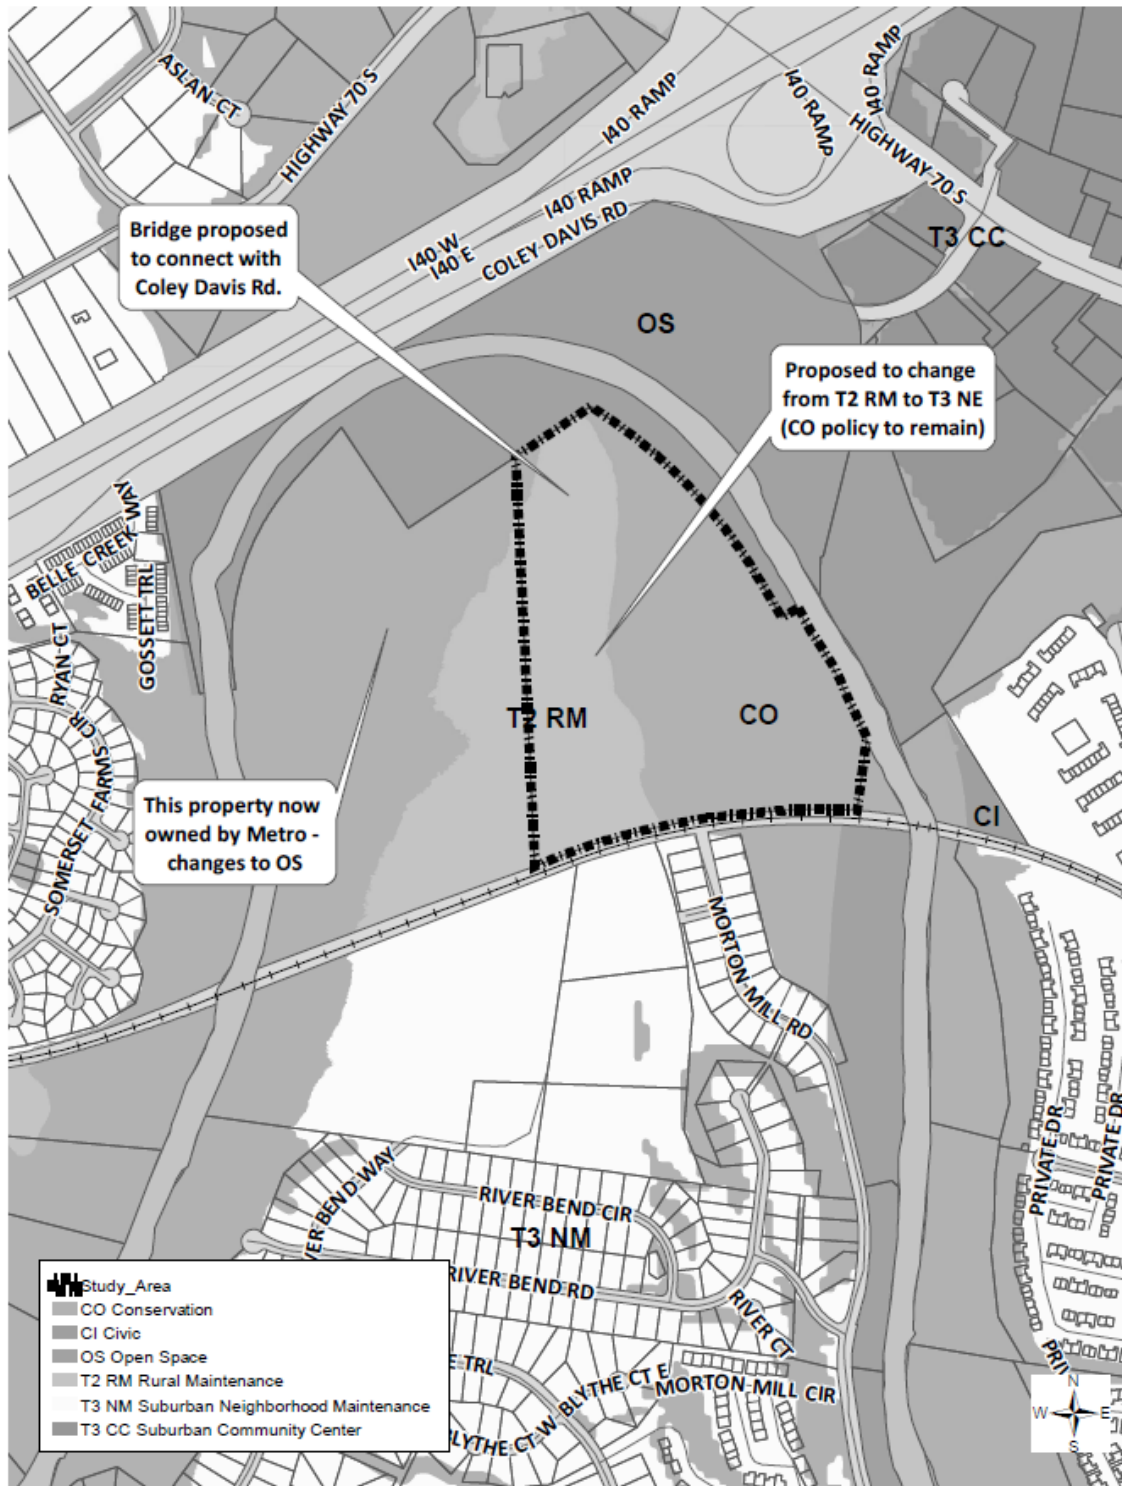 ASLAN CT
HIGHWAY 70 S
I40 RAMP
I40 RAMP
I40 RAMP
HIGHWAY 70 S
I40 RAMP
I40 W
I40 E
COLEY DAVIS RD
T3 CC
Bridge proposed
to connect with
Coley Davis Rd.
OS
Proposed to change
from T2 RM to T3 NE
(CO policy to remain)
BELLE CREEK WAY
GOSSETT TRL
RYAN CT
SOMERSET FARMS CIR
T2 RM
CO
This property now
owned by Metro -
changes to OS
CI
MORTON MILL RD
PRIVATE DR
PRIVATE DR
VER BEND WAY
RIVER BEND CIR
T3 NM
RIVER BEND RD
RIVER CT
E TRL
BLYTHE CT E
BLYTHE CT W
MORTON MILL CIR
PRI
Study_Area
CO Conservation
CI Civic
OS Open Space
T2 RM Rural Maintenance
T3 NM Suburban Neighborhood Maintenance
T3 CC Suburban Community Center
N
W E
S